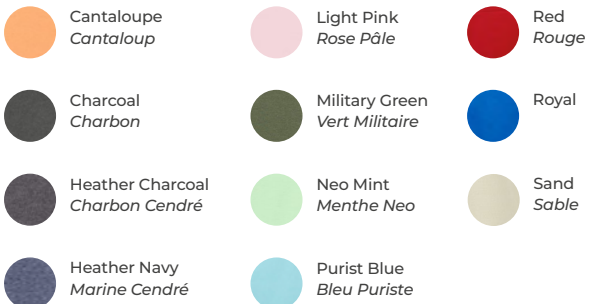 Cantaloupe
Cantaloup
Charcoal
Charbon
Heather Charcoal
Charbon Cendré
Heather Navy
Marine Cendré
Light Pink
Rose Pâle
Military Green
Vert Militaire
Neo Mint
Menthe Neo
Purist Blue
Bleu Puriste
Red
Rouge
Royal
Sand
Sable